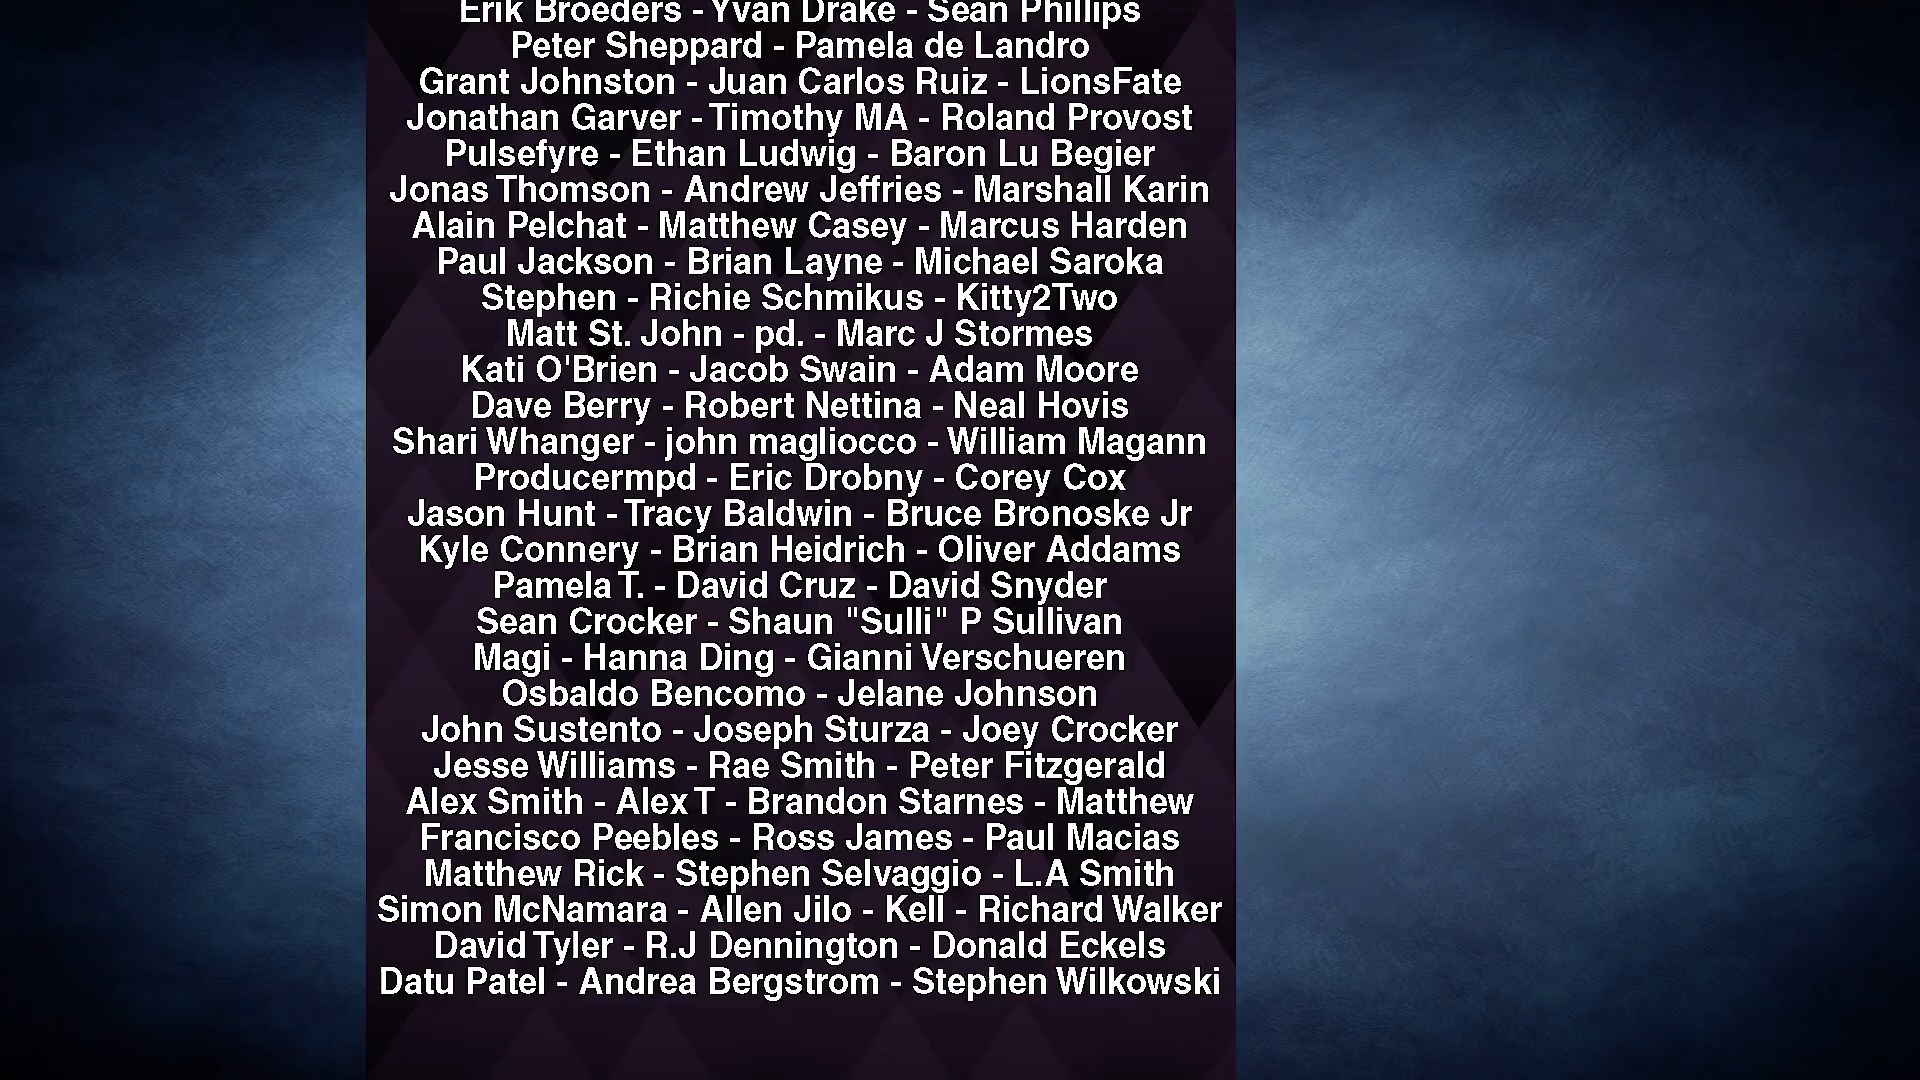 Erik Broeders - Yvan Drake - Sean Phillips
Peter Sheppard - Pamela de Landro
Grant Johnston - Juan Carlos Ruiz - LionsFate
Jonathan Garver - Timothy MA - Roland Provost
Pulsefyre - Ethan Ludwig - Baron Lu Begier
Jonas Thomson - Andrew Jeffries - Marshall Karin
Alain Pelchat - Matthew Casey - Marcus Harden
Paul Jackson - Brian Layne - Michael Saroka
Stephen - Richie Schmikus - Kitty2Two
Matt St. John - pd. - Marc J Stormes
Kati O'Brien - Jacob Swain - Adam Moore
Dave Berry - Robert Nettina - Neal Hovis
Shari Whanger - john magliocco - William Magann
Producermpd - Eric Drobny - Corey Cox
Jason Hunt - Tracy Baldwin - Bruce Bronoske Jr
Kyle Connery - Brian Heidrich - Oliver Addams
Pamela T. - David Cruz - David Snyder
Sean Crocker - Shaun "Sulli" P Sullivan
Magi - Hanna Ding - Gianni Verschueren
Osbaldo Bencomo - Jelane Johnson
John Sustento - Joseph Sturza - Joey Crocker
Jesse Williams - Rae Smith - Peter Fitzgerald
Alex Smith - Alex T - Brandon Starnes - Matthew
Francisco Peebles - Ross James - Paul Macias
Matthew Rick - Stephen Selvaggio - L.A Smith
Simon McNamara - Allen Jilo - Kell - Richard Walker
David Tyler - R.J Dennington - Donald Eckels
Datu Patel - Andrea Bergstrom - Stephen Wilkowski